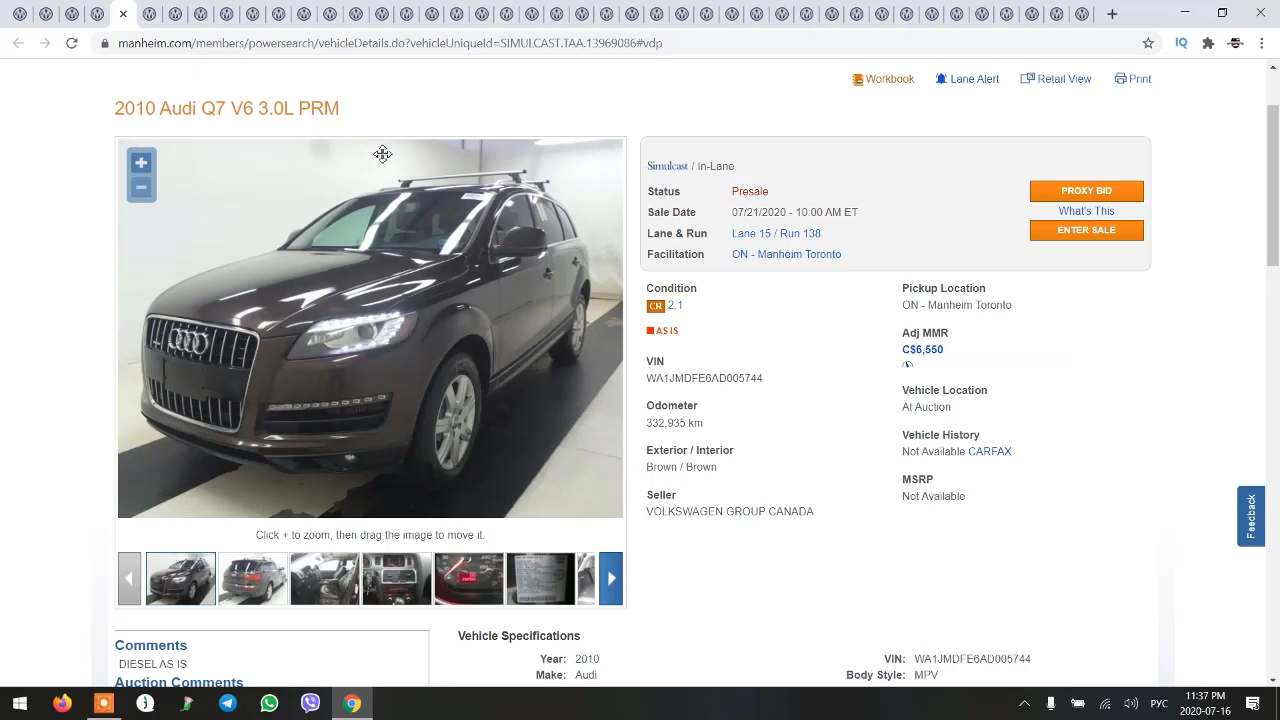 manheim.com/members/powersearch/vehicleDetails.do?vehicleUniqueId=SIMULCAST.TAA.13969086#vdp
IQ
Workbook
Lane Alert
Retail View
Print
2010 Audi Q7 V6 3.0L PRM
Simulcast / In-Lane
Status Presale
Sale Date 07/21/2020 - 10:00 AM ET
Lane & Run Lane 15 / Run 138
Facilitation ON - Manheim Toronto
PROXY BID
What's This
ENTER SALE
Condition
CR 2.1
AS IS
VIN
WA1JMDFE6AD005744
Odometer
332,935 km
Exterior / Interior
Brown / Brown
Seller
VOLKSWAGEN GROUP CANADA
Pickup Location
ON - Manheim Toronto
Adj MMR
C$6,550
Vehicle Location
At Auction
Vehicle History
Not Available CARFAX
MSRP
Not Available
Feedback
Click + to zoom, then drag the image to move it.
Comments
DIESEL AS IS
Auction Comments
Vehicle Specifications
Year: 2010
Make: Audi
VIN: WA1JMDFE6AD005744
Body Style: MPV
РУС
11:37 PM
2020-07-16